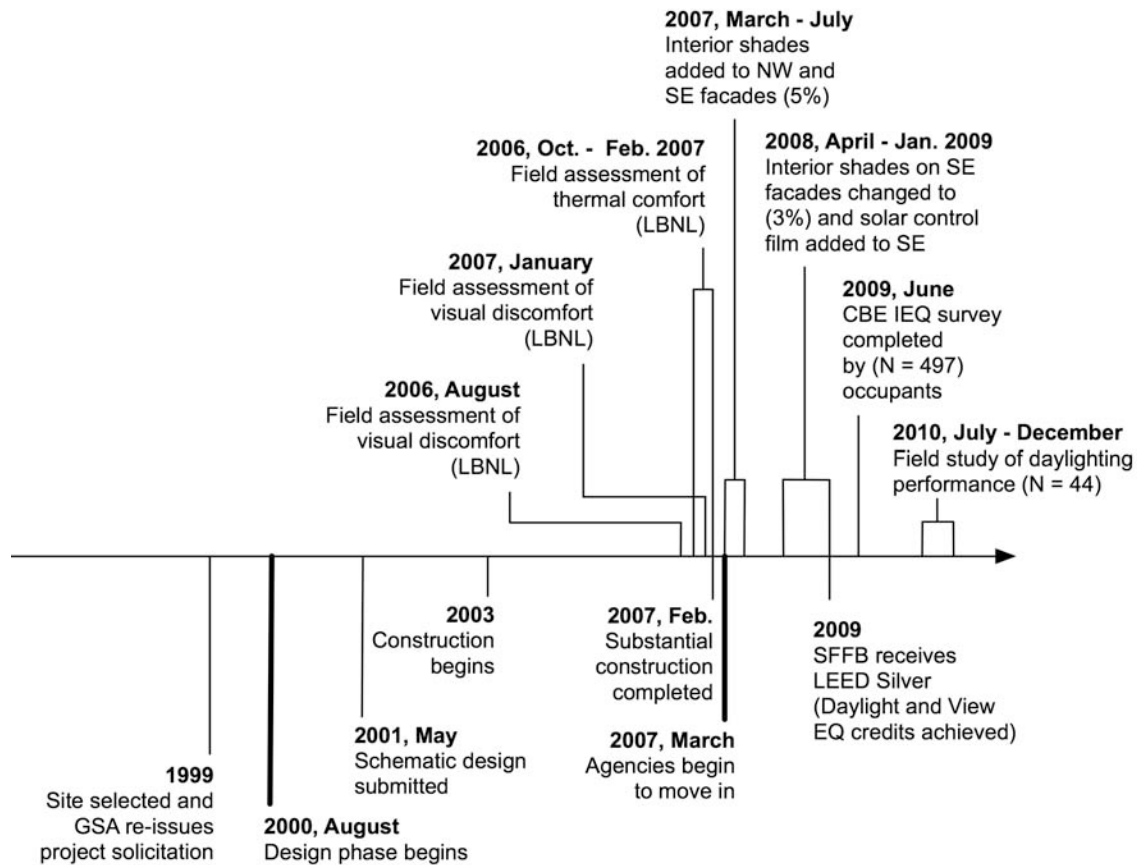 2007, March - July
Interior shades
added to NW and
SE facades (5%)
2008, April - Jan. 2009
Interior shades on SE
facades changed to
(3%) and solar control
film added to SE
2006, Oct. - Feb. 2007
Field assessment of
thermal comfort
(LBNL)
2007, January
Field assessment of
visual discomfort
(LBNL)
2009, June
CBE IEQ survey
completed
by (N = 497)
occupants
2006, August
Field assessment of
visual discomfort
(LBNL)
2010, July - December
Field study of daylighting
performance (N = 44)
1999
Site selected and
GSA re-issues
project solicitation
2000, August
Design phase begins
2001, May
Schematic design
submitted
2003
Construction
begins
2007, Feb.
Substantial
construction
completed
2007, March
Agencies begin
to move in
2009
SFFB receives
LEED Silver
(Daylight and View
EQ credits achieved)